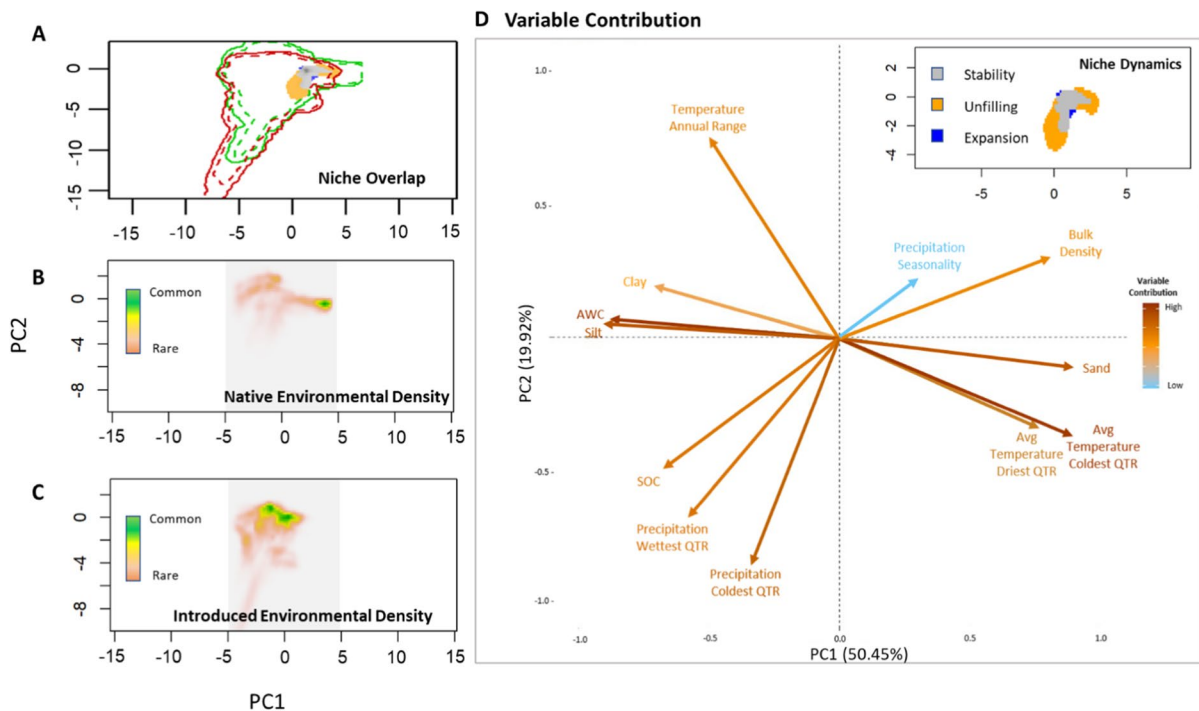 A
0
-5
-10
-15
Niche Overlap
-15
-10
-5
0
5
10
15
B
Common
Rare
0
-4
-8
Native Environmental Density
-15
-10
-5
0
5
10
15
PC2
C
Common
Rare
0
-4
-8
Introduced Environmental Density
-15
-10
-5
0
5
10
15
PC1
D Variable Contribution
1.0
0.5
0.0
-0.5
-1.0
PC2 (19.92%)
Temperature
Annual Range
Clay
AWC
Silt
SOC
Precipitation
Wettest QTR
Precipitation
Coldest QTR
Precipitation
Seasonality
Bulk
Density
Sand
Avg
Temperature
Driest QTR
Avg
Temperature
Coldest QTR
2
0
-2
-4
Stability
Unfilling
Expansion
Niche Dynamics
-5
0
5
Variable
Contribution
High
Low
-1.0
-0.5
0.0
0.5
1.0
PC1 (50.45%)